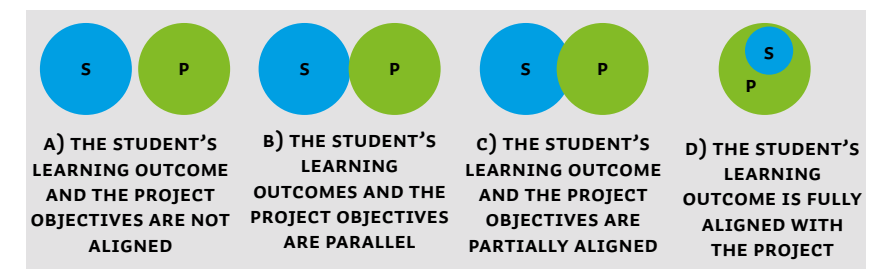 S P
A) THE STUDENT'S
LEARNING OUTCOME
AND THE PROJECT
OBJECTIVES ARE NOT
ALIGNED
S P
B) THE STUDENT'S
LEARNING
OUTCOMES AND THE
PROJECT OBJECTIVES
ARE PARALLEL
S P
C) THE STUDENT'S
LEARNING OUTCOME
AND THE PROJECT
OBJECTIVES ARE
PARTIALLY ALIGNED
S
P
D) THE STUDENT'S
LEARNING
OUTCOME IS FULLY
ALIGNED WITH
THE PROJECT